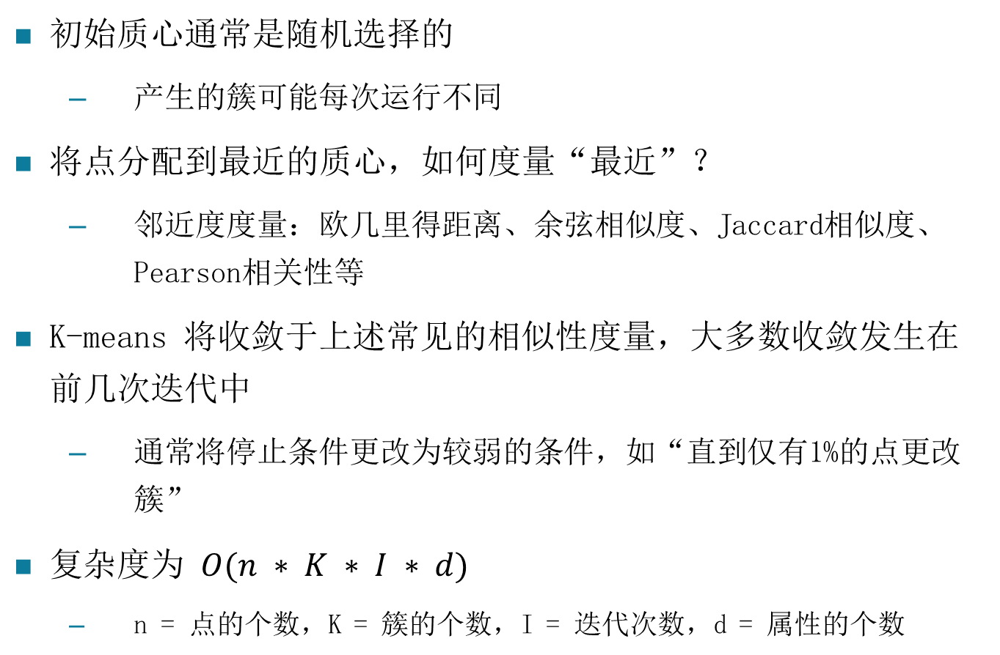 ■ 初始质心通常是随机选择的
– 产生的簇可能每次运行不同
■ 将点分配到最近的质心，如何度量“最近”？
– 邻近度度量：欧几里得距离、余弦相似度、Jaccard相似度、
Pearson相关性等
■ K-means 将收敛于上述常见的相似性度量，大多数收敛发生在
前几次迭代中
– 通常将停止条件更改为较弱的条件，如“直到仅有1%的点更改
簇”
■ 复杂度为 O(n * K * I * d)
– n = 点的个数，K = 簇的个数，I = 迭代次数，d = 属性的个数